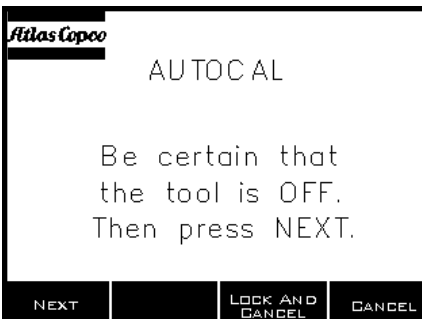 Atlas Copco
AUTOCAL
Be certain that
the tool is OFF.
Then press NEXT.
NEXT
LOCK AND
CANCEL
CANCEL